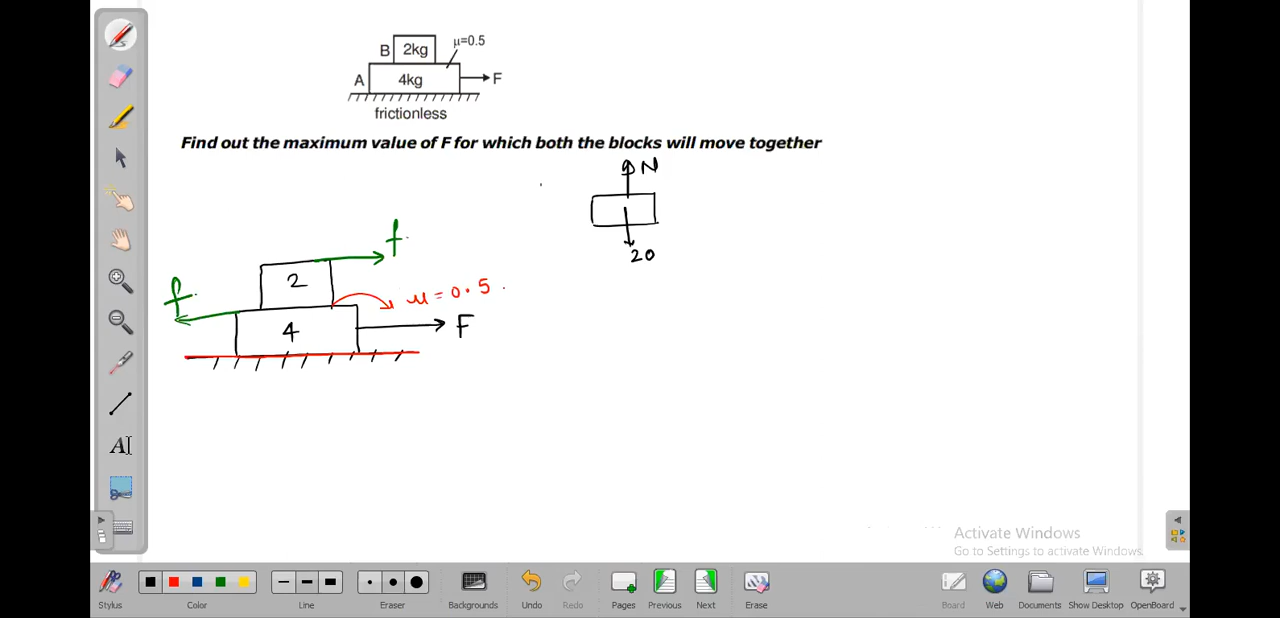 B 2kg μ=0.5
A 4kg F
frictionless
Find out the maximum value of F for which both the blocks will move together
N
20
f
f
2
μ = 0.5
4
F
Activate Windows
Go to Settings to activate Windows.
Stylus Color Line Eraser Backgrounds Undo Redo Pages Previous Next Erase Board Web Documents Show Desktop OpenBoard